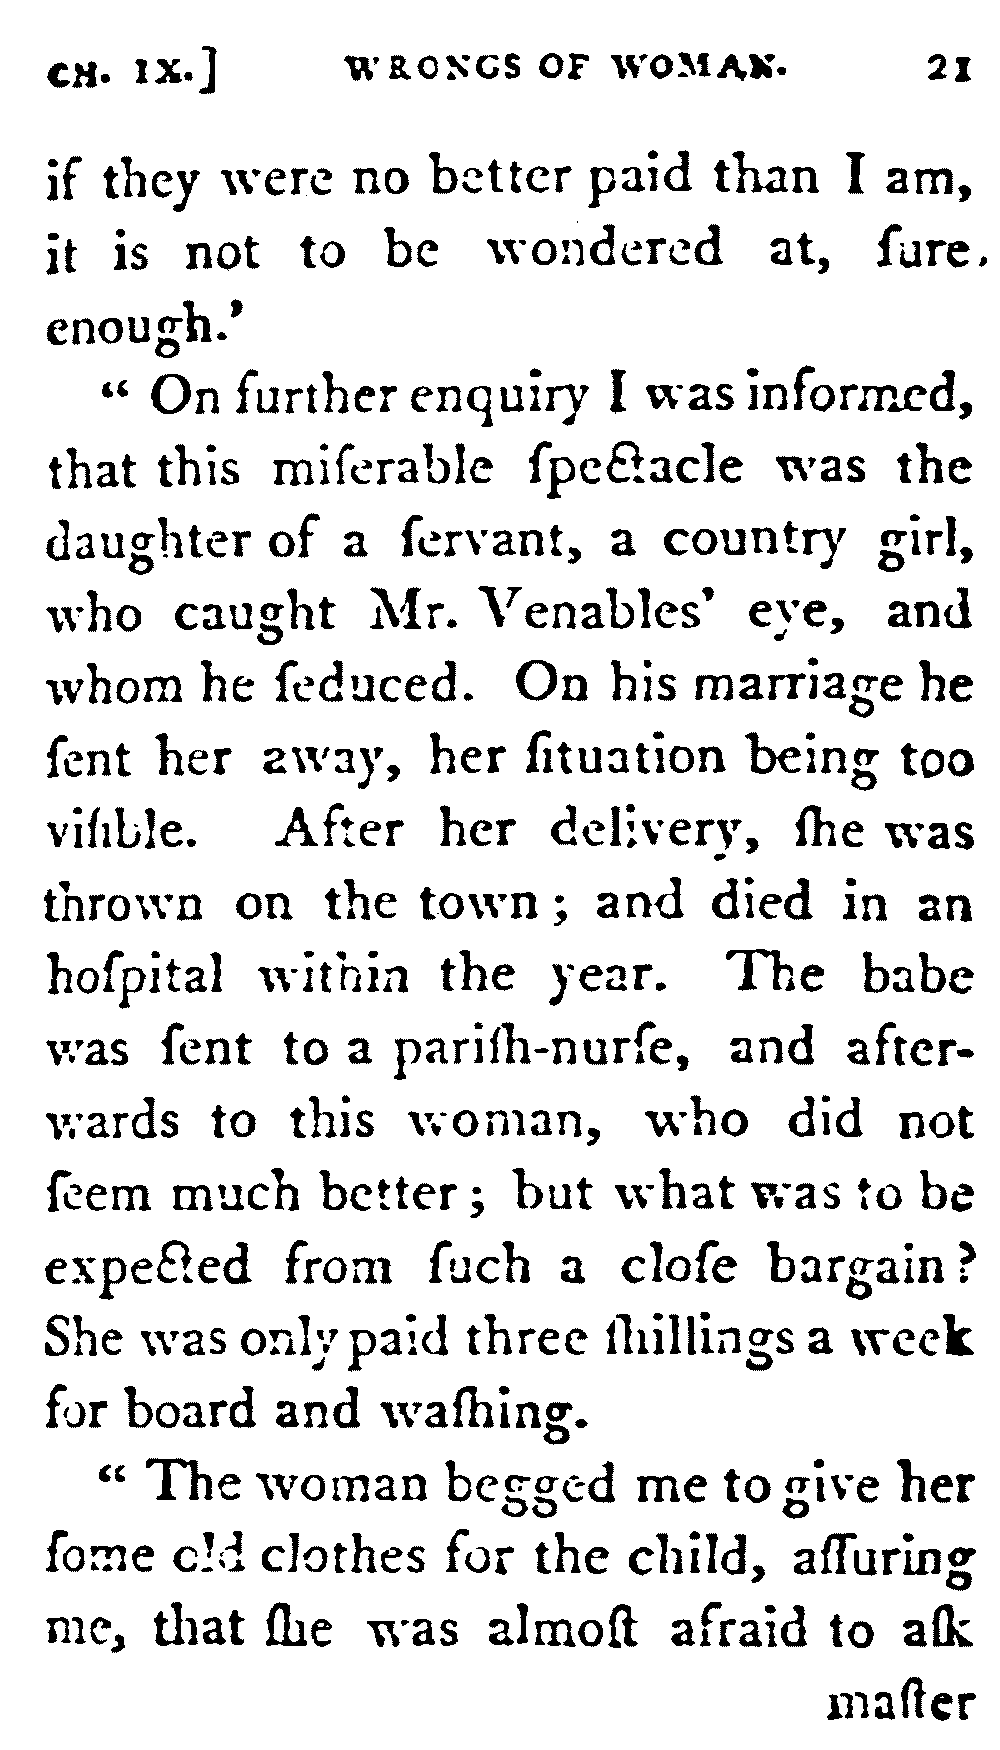 CH. IX.] WRONGS OF WOMAN. 21
if they were no better paid than I am,
it is not to be wondered at, ſure.
enough.’
“ On further enquiry I was informed,
that this miſerable ſpectacle was the
daughter of a ſervant, a country girl,
who caught Mr. Venables’ eye, and
whom he ſeduced. On his marriage he
ſent her away, her ſituation being too
viſible. After her delivery, ſhe was
thrown on the town; and died in an
hoſpital within the year. The babe
was ſent to a pariſh-nurſe, and after-
wards to this woman, who did not
ſeem much better; but what was to be
expected from ſuch a cloſe bargain?
She was only paid three ſhillings a week
for board and waſhing.
“ The woman begged me to give her
ſome old clothes for the child, aſſuring
me, that ſhe was almoſt afraid to aſk
maſter